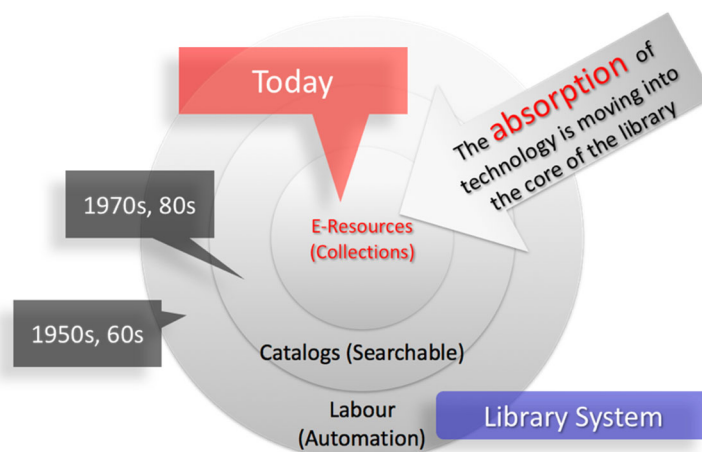 Today
The absorption of
technology is moving into
the core of the library
1970s, 80s
E-Resources
(Collections)
1950s, 60s
Catalogs (Searchable)
Labour
(Automation)
Library System